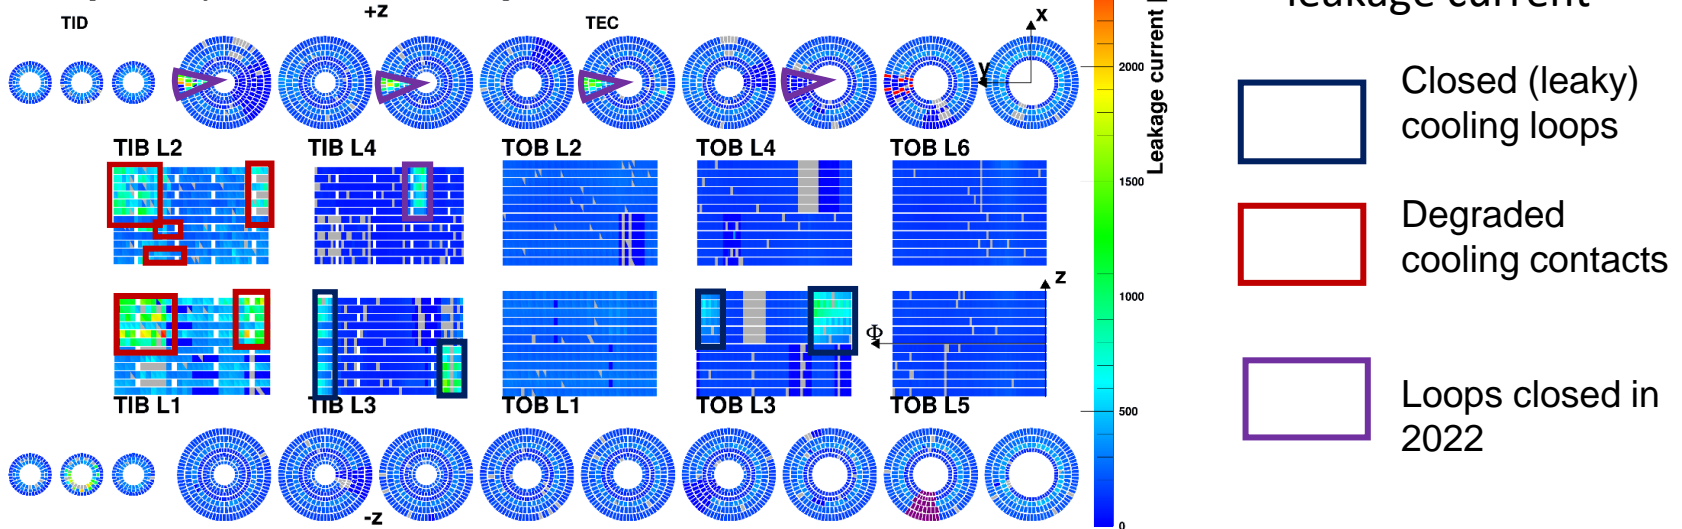 +z
TID
TEC
x
y
TIB L2
TIB L4
TOB L2
TOB L4
TOB L6
z
Φ
TIB L1
TIB L3
TOB L1
TOB L3
TOB L5
-z
Leakage current
2000
1500
1000
500
0
leakage current
Closed (leaky)
cooling loops
Degraded
cooling contacts
Loops closed in
2022